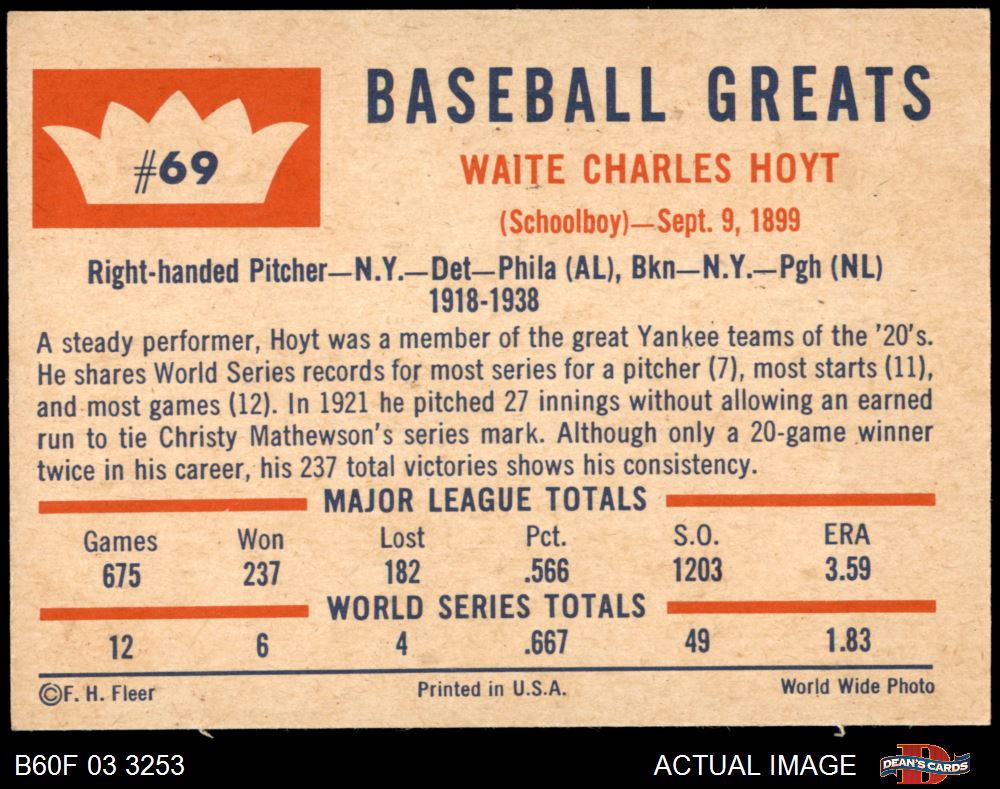 #69
BASEBALL GREATS
WAITE CHARLES HOYT
(Schoolboy)—Sept. 9, 1899
Right-handed Pitcher—N.Y.—Det—Phila (AL), Bkn—N.Y.—Pgh (NL)
1918-1938
A steady performer, Hoyt was a member of the great Yankee teams of the '20's.
He shares World Series records for most series for a pitcher (7), most starts (11),
and most games (12). In 1921 he pitched 27 innings without allowing an earned
run to tie Christy Mathewson's series mark. Although only a 20-game winner
twice in his career, his 237 total victories shows his consistency.
MAJOR LEAGUE TOTALS
Games Won Lost Pct. S.O. ERA
675 237 182 .566 1203 3.59
WORLD SERIES TOTALS
12 6 4 .667 49 1.83
©F. H. Fleer Printed in U.S.A. World Wide Photo
B60F 03 3253 ACTUAL IMAGE D DEAN'S CARDS